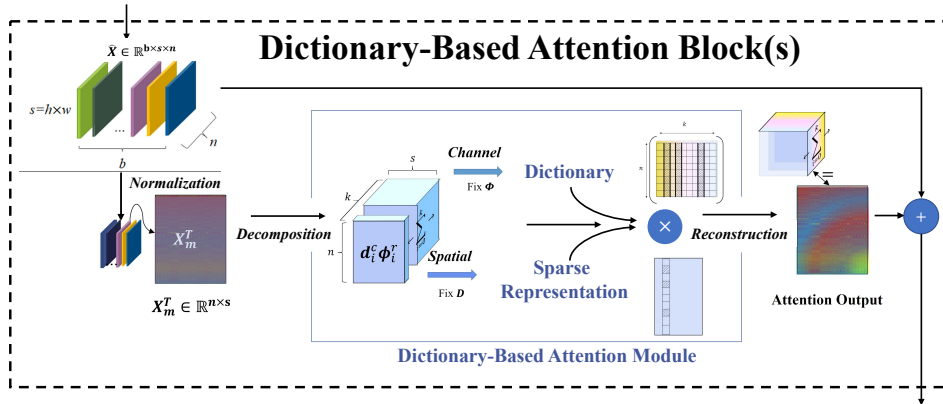 Dictionary-Based Attention Block(s)
X̂ ∈ ℝ^{b×s×n}
s=h×w
...
n
b
Normalization
...
X_m^T
X_m^T ∈ ℝ^{n×s}
Decomposition
s
k
n
d_i^c ϕ_i^r
Channel
Fix Φ
Spatial
Fix D
Dictionary
Sparse
Representation
k
n
×
Reconstruction
=
Attention Output
+
Dictionary-Based Attention Module